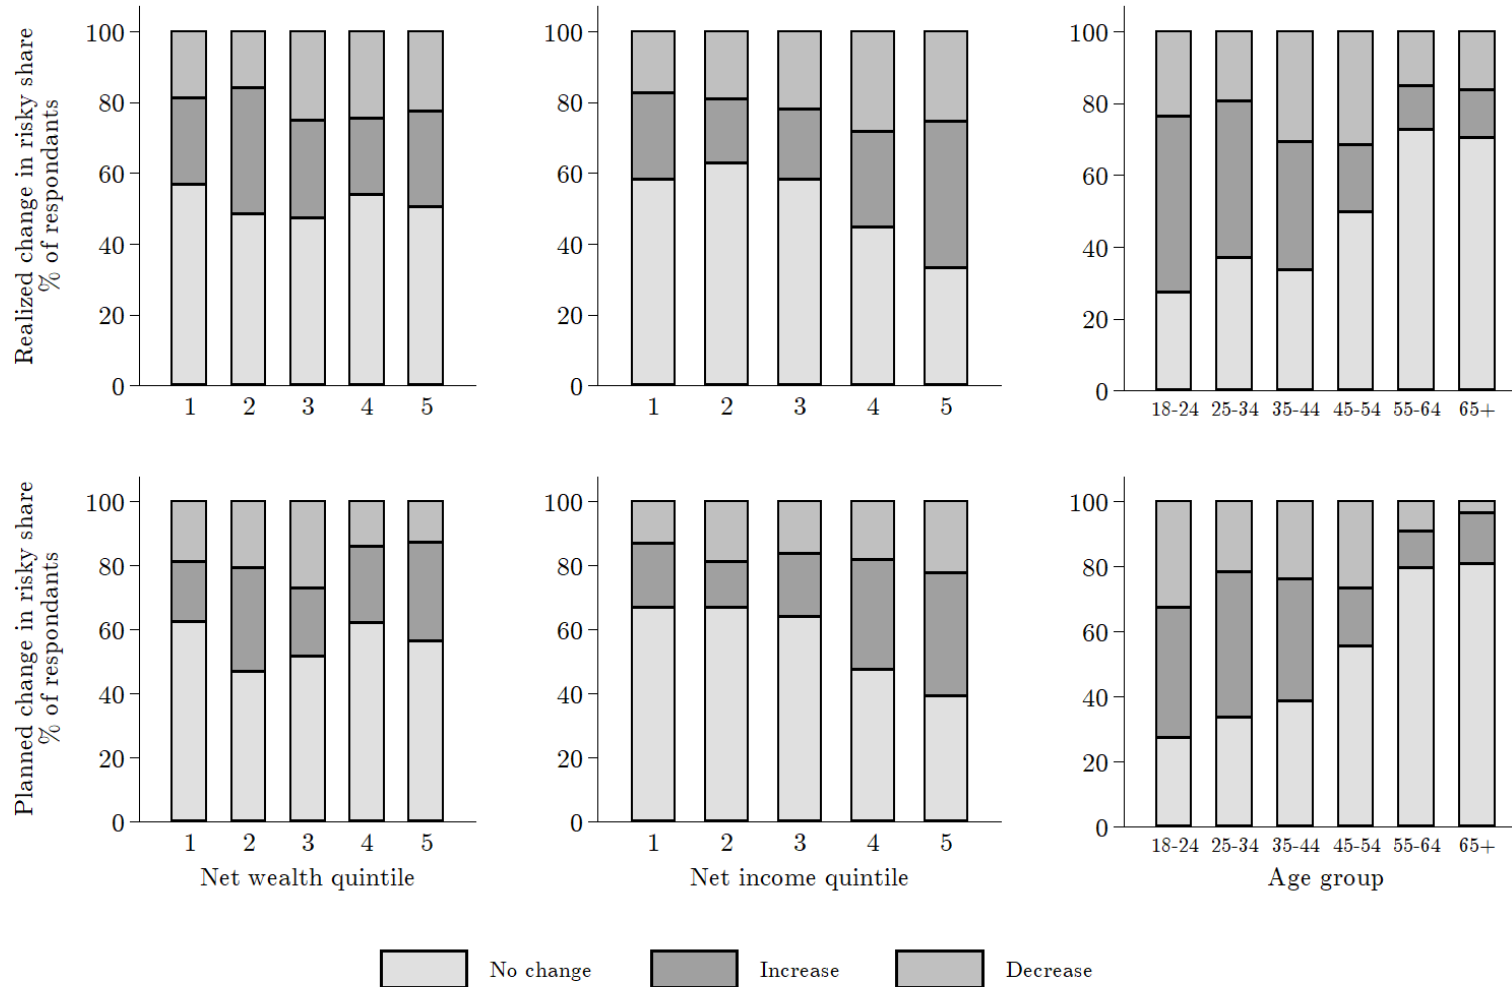 Realized change in risky share
% of respondants
100
80
60
40
20
0
1 2 3 4 5
100
80
60
40
20
0
1 2 3 4 5
100
80
60
40
20
0
18-24 25-34 35-44 45-54 55-64 65+
Planned change in risky share
% of respondants
100
80
60
40
20
0
1 2 3 4 5
Net wealth quintile
100
80
60
40
20
0
1 2 3 4 5
Net income quintile
100
80
60
40
20
0
18-24 25-34 35-44 45-54 55-64 65+
Age group
No change Increase Decrease